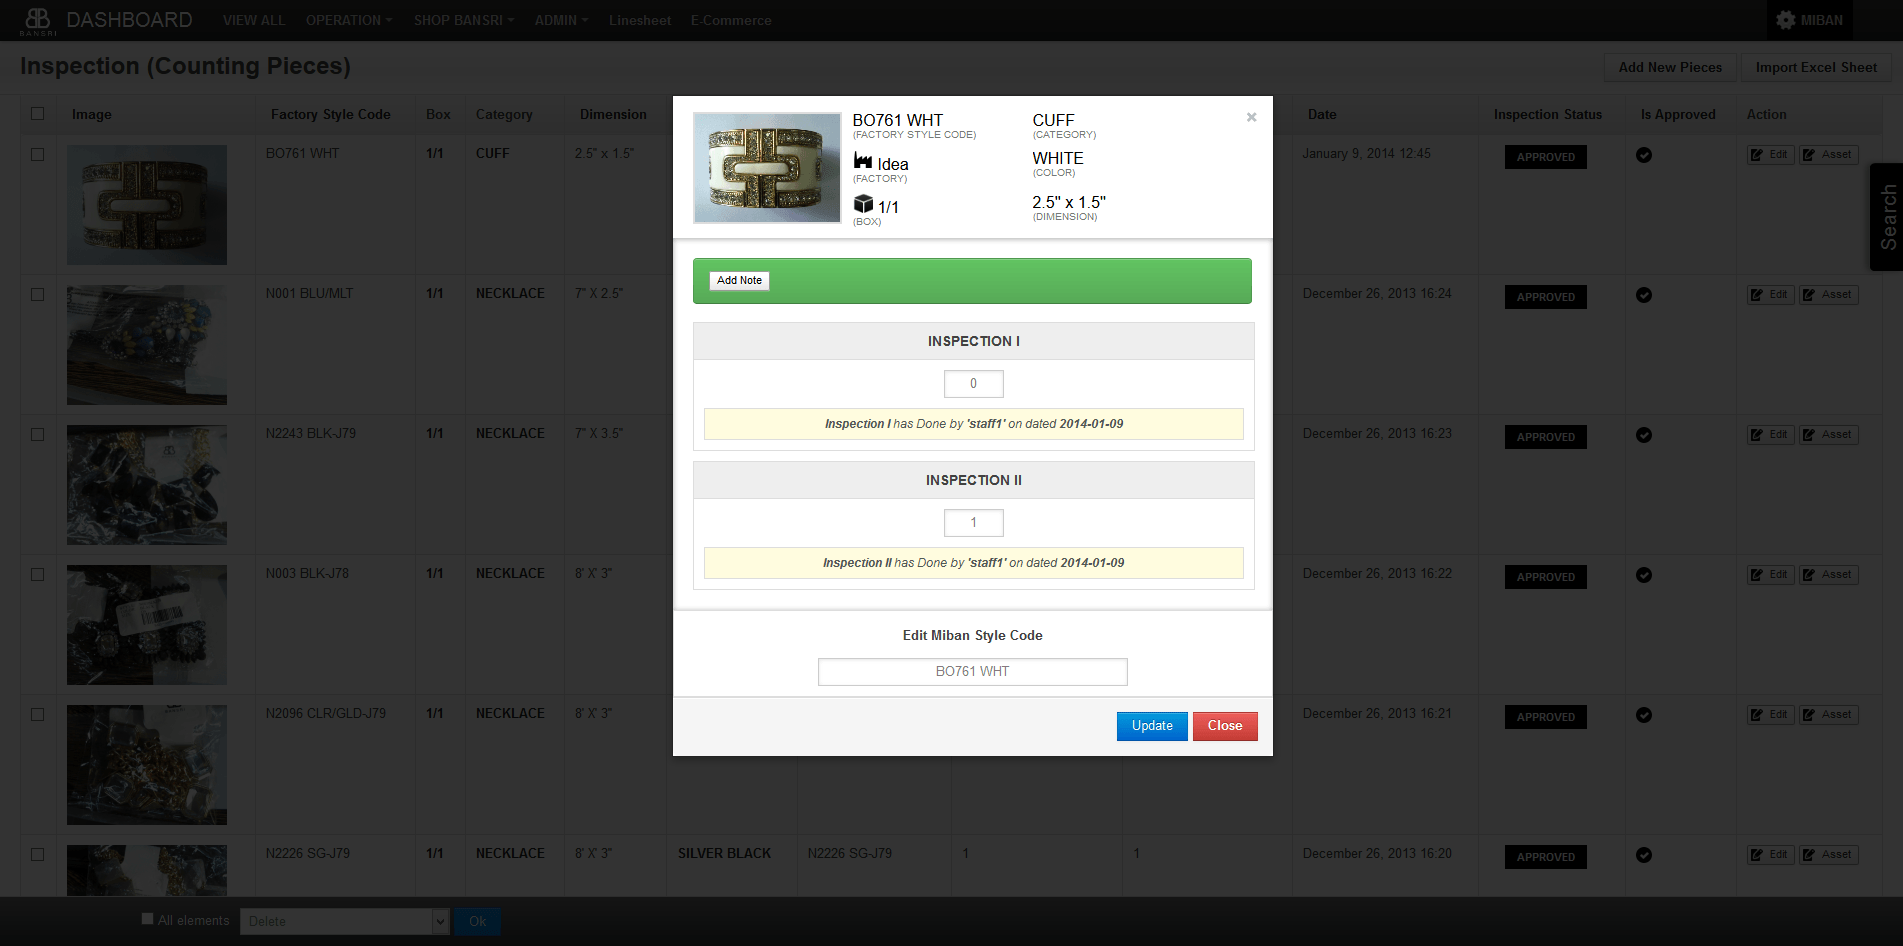 BANSRI
DASHBOARD
VIEW ALL
OPERATION
SHOP BANSRI
ADMIN
Linesheet
E-Commerce
MIBAN
Inspection (Counting Pieces)
Add New Pieces
Import Excel Sheet
Image
Factory Style Code
Box
Category
Dimension
Date
Inspection Status
Is Approved
Action
BO761 WHT
1/1
CUFF
2.5" x 1.5"
January 9, 2014 12:45
APPROVED
Edit
Asset
N001 BLU/MLT
1/1
NECKLACE
7" X 2.5"
December 26, 2013 16:24
APPROVED
Edit
Asset
N2243 BLK-J79
1/1
NECKLACE
7" X 3.5"
December 26, 2013 16:23
APPROVED
Edit
Asset
N003 BLK-J78
1/1
NECKLACE
8' X' 3"
December 26, 2013 16:22
APPROVED
Edit
Asset
N2096 CLR/GLD-J79
1/1
NECKLACE
8' X' 3"
December 26, 2013 16:21
APPROVED
Edit
Asset
N2226 SG-J79
1/1
NECKLACE
8' X' 3"
SILVER BLACK
N2226 SG-J79
1
1
December 26, 2013 16:20
APPROVED
Edit
Asset
Search
BO761 WHT
(FACTORY STYLE CODE)
CUFF
(CATEGORY)
Idea
(FACTORY)
WHITE
(COLOR)
1/1
(BOX)
2.5" x 1.5"
(DIMENSION)
×
Add Note
INSPECTION I
0
Inspection I has Done by 'staff1' on dated 2014-01-09
INSPECTION II
1
Inspection II has Done by 'staff1' on dated 2014-01-09
Edit Miban Style Code
BO761 WHT
Update
Close
All elements
Delete
Ok